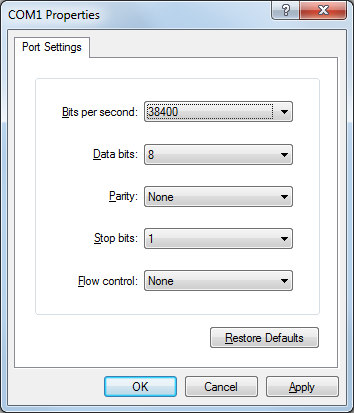 COM1 Properties
?
Port Settings
Bits per second: 38400
Data bits: 8
Parity: None
Stop bits: 1
Flow control: None
Restore Defaults
OK Cancel Apply